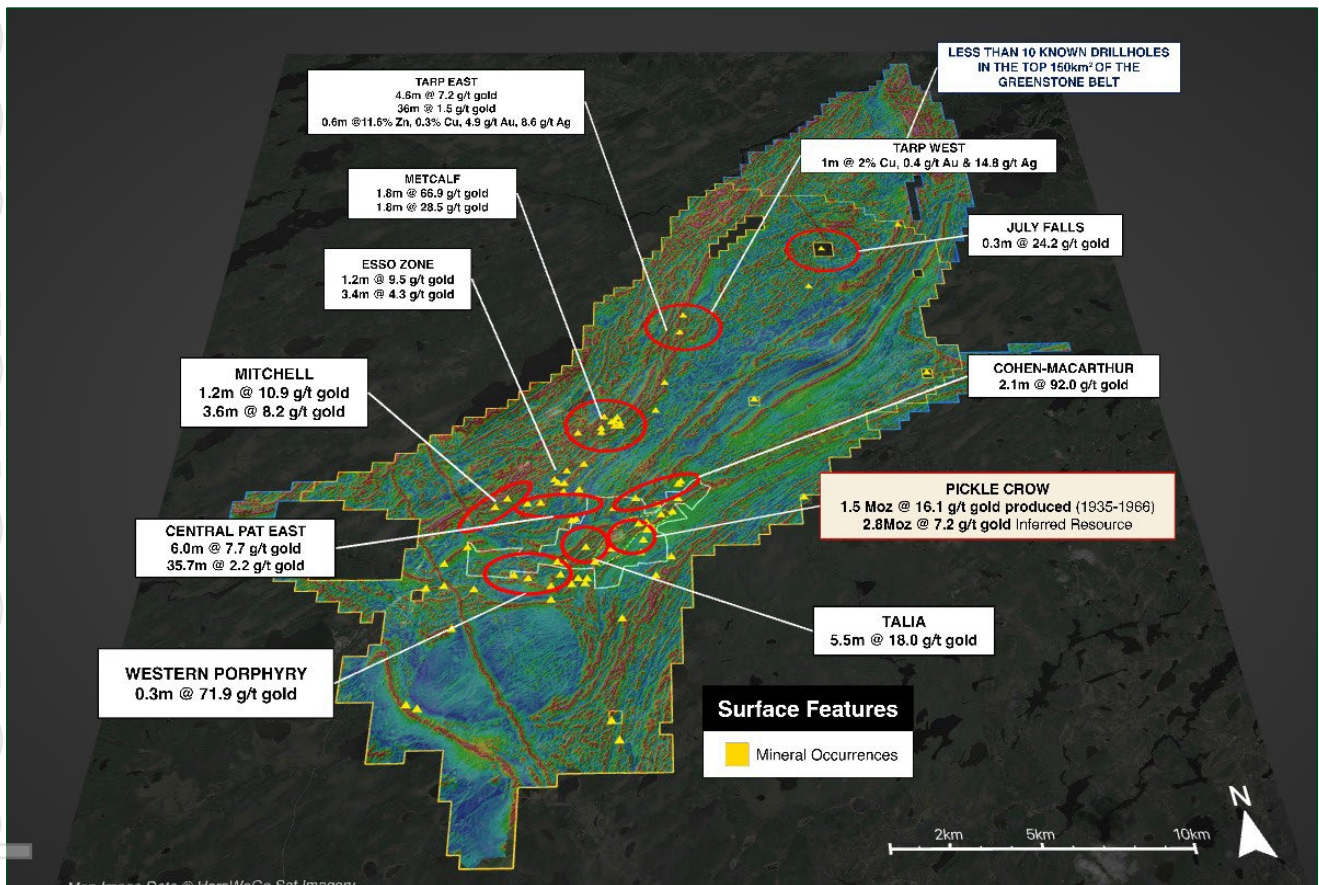 LESS THAN 10 KNOWN DRILLHOLES
IN THE TOP 150km² OF THE
GREENSTONE BELT
TARP EAST
4.6m @ 7.2 g/t gold
36m @ 1.5 g/t gold
0.6m @11.6% Zn, 0.3% Cu, 4.9 g/t Au, 8.6 g/t Ag
TARP WEST
1m @ 2% Cu, 0.4 g/t Au & 14.8 g/t Ag
METCALF
1.8m @ 66.9 g/t gold
1.8m @ 28.5 g/t gold
JULY FALLS
0.3m @ 24.2 g/t gold
ESSO ZONE
1.2m @ 9.5 g/t gold
3.4m @ 4.3 g/t gold
MITCHELL
1.2m @ 10.9 g/t gold
3.6m @ 8.2 g/t gold
COHEN-MACARTHUR
2.1m @ 92.0 g/t gold
PICKLE CROW
1.5 Moz @ 16.1 g/t gold produced (1935-1966)
2.8Moz @ 7.2 g/t gold Inferred Resource
CENTRAL PAT EAST
6.0m @ 7.7 g/t gold
35.7m @ 2.2 g/t gold
TALIA
5.5m @ 18.0 g/t gold
WESTERN PORPHYRY
0.3m @ 71.9 g/t gold
Surface Features
Mineral Occurrences
N
2km 5km 10km